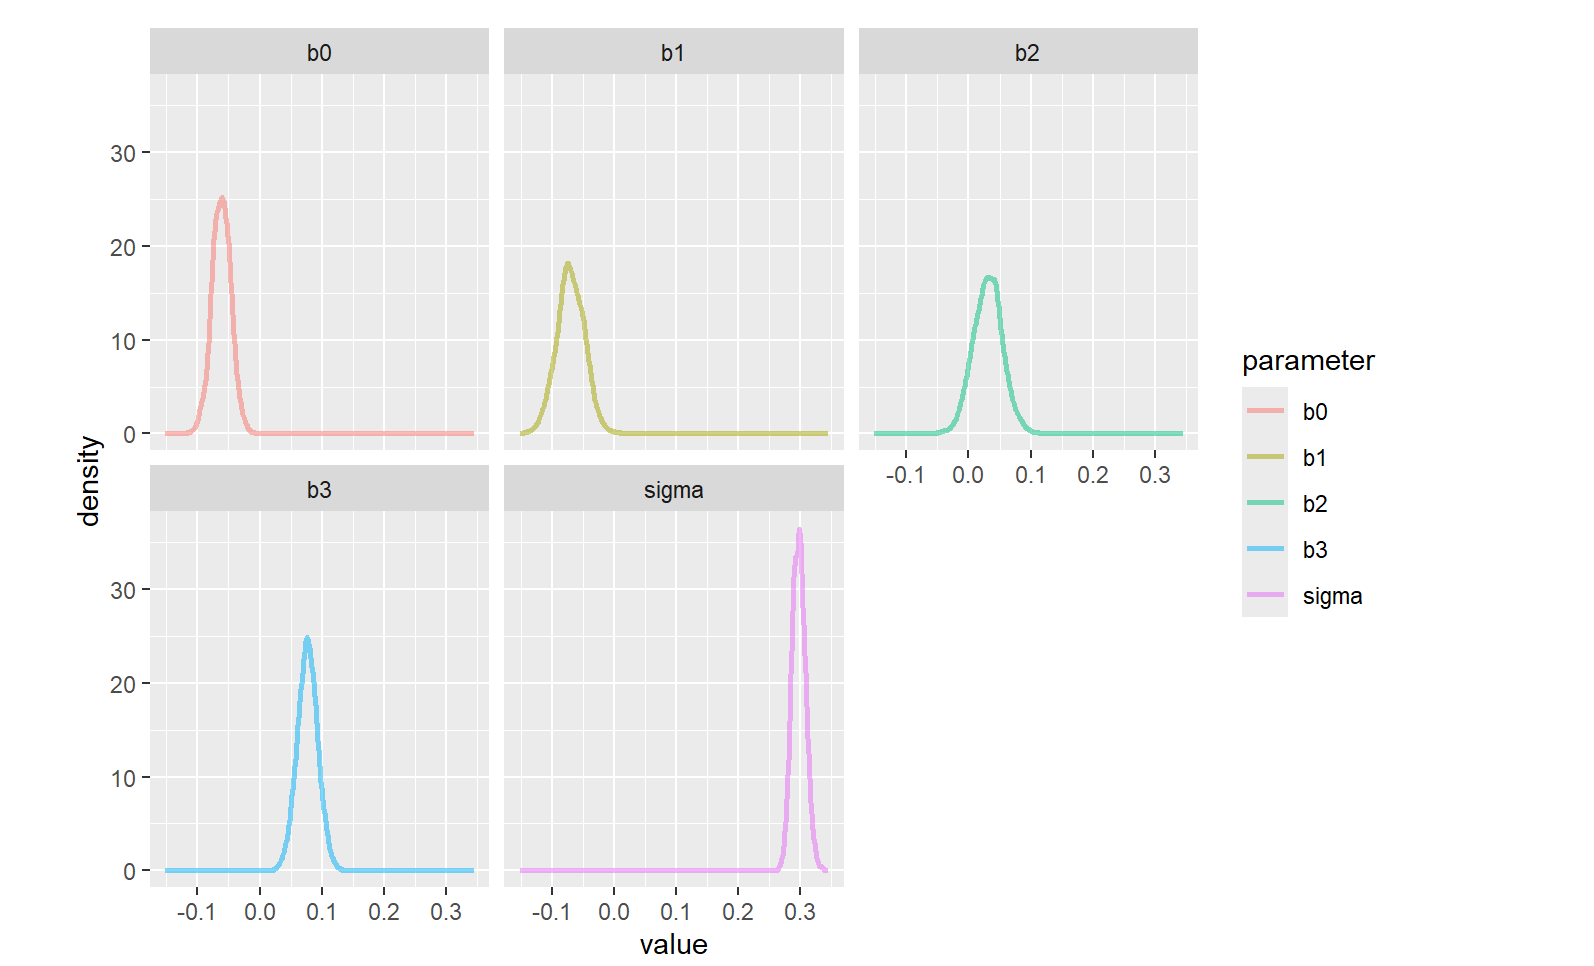 b0 b1 b2
30
20
10
0
-0.1 0.0 0.1 0.2 0.3
density
b3 sigma
30
20
10
0
-0.1 0.0 0.1 0.2 0.3 -0.1 0.0 0.1 0.2 0.3
value
parameter
b0
b1
b2
b3
sigma